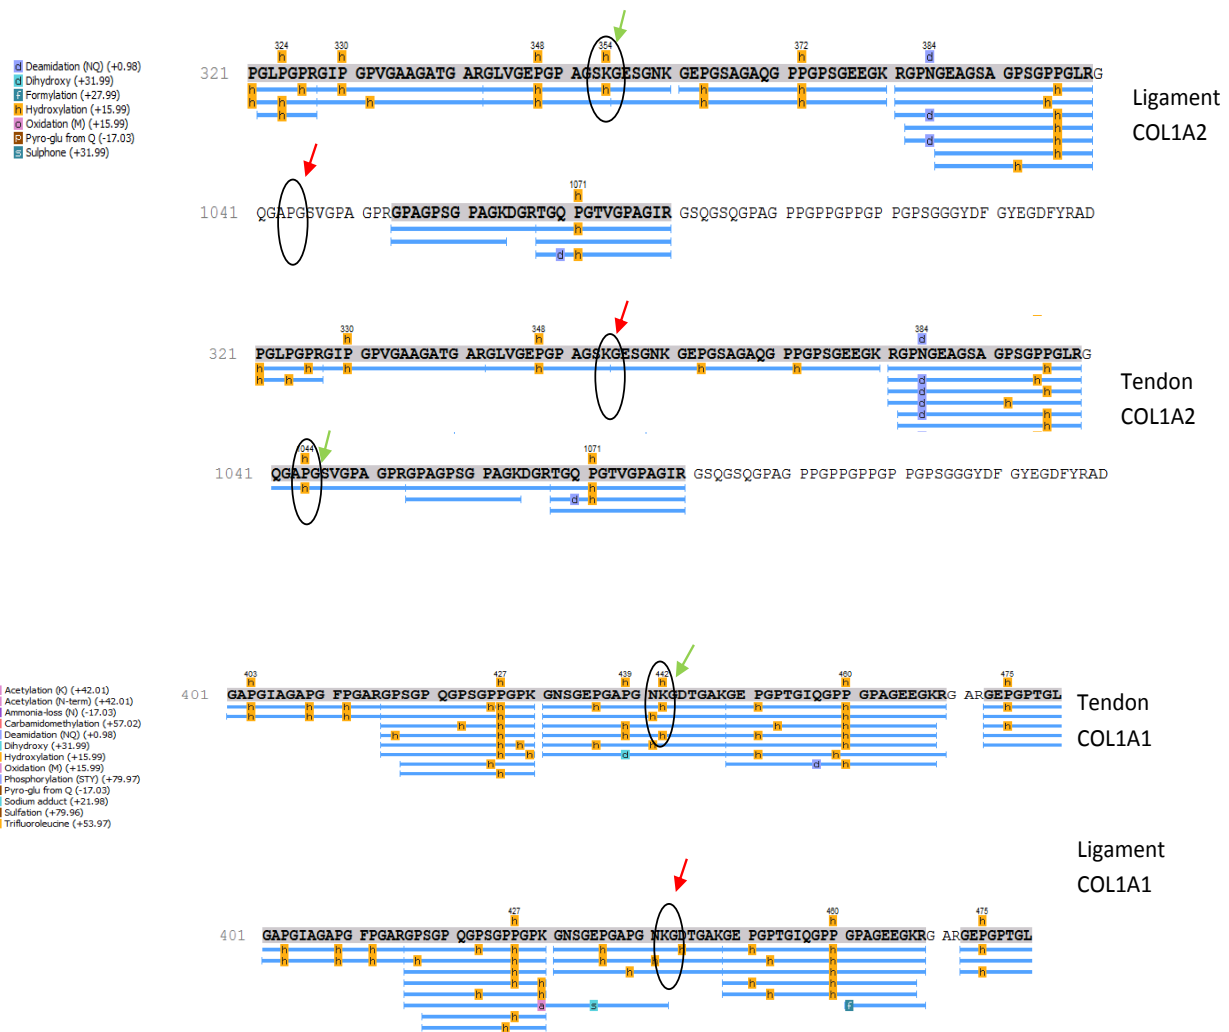 324 330 348 354 372 384
h h h h h d
d Deamidation (NQ) (+0.98)
d Dihydroxy (+31.99)
f Formylation (+27.99)
h Hydroxylation (+15.99)
o Oxidation (M) (+15.99)
p Pyro-glu from Q (-17.03)
s Sulphone (+31.99)
321 PGLPGPRGIP GPVGAAGATG ARGLVGEPGP AGSKGESGNK GEPGSAGAQG PPGPSGEEGK RGPNGEAGSA GPSGPPGLRG
h h h h h h h h
h h h h h h h
h d h
h
d h
h
h
Ligament
COL1A2
1071
h
1041 QGAPGSVGPA GPRGPAGPSG PAGKDGRTGQ PGTVGPAGIR GSQGSQGPAG PPGPPGPPGP PGPSGGGYDF GYEGDFYRAD
h
d h
330 348 384
h h d
321 PGLPGPRGIP GPVGAAGATG ARGLVGEPGP AGSKGESGNK GEPGSAGAQG PPGPSGEEGK RGPNGEAGSA GPSGPPGLRG
h h h h h h h
h h d h
d h
d h
d h
h
Tendon
COL1A2
1044 1071
h h
1041 QGAPGSVGPA GPRGPAGPSG PAGKDGRTGQ PGTVGPAGIR GSQGSQGPAG PPGPPGPPGP PGPSGGGYDF GYEGDFYRAD
h h
d h
403 427 439 442 460 475
h h h h h h
Acetylation (K) (+42.01)
Acetylation (N-term) (+42.01)
Ammonia-loss (N) (-17.03)
Carbamidomethylation (+57.02)
Deamidation (NQ) (+0.98)
Dihydroxy (+31.99)
Hydroxylation (+15.99)
Oxidation (M) (+15.99)
Phosphorylation (STY) (+79.97)
Pyro-glu from Q (-17.03)
Sodium adduct (+21.98)
Sulfation (+79.96)
Trifluoroleucine (+53.97)
401 GAPGIAGAPG FPGARGPSGP QGPSGPPGPK GNSGEPGAPG NKGDTGAKGE PGPTGIQGPP GPAGEEGKRG ARGEPGPTGL
h h h h h h h h h h
h h h h h h
h h h h h
h h h h h h
h h h h h h
h h d h h
h d h
h
Tendon
COL1A1
Ligament
COL1A1
427 460 475
h h h
401 GAPGIAGAPG FPGARGPSGP QGPSGPPGPK GNSGEPGAPG NKGDTGAKGE PGPTGIQGPP GPAGEEGKRG ARGEPGPTGL
h h h h h h h h h h
h h h h h h h h h
h h h h
h h h h
h h h h
a s f
h
h